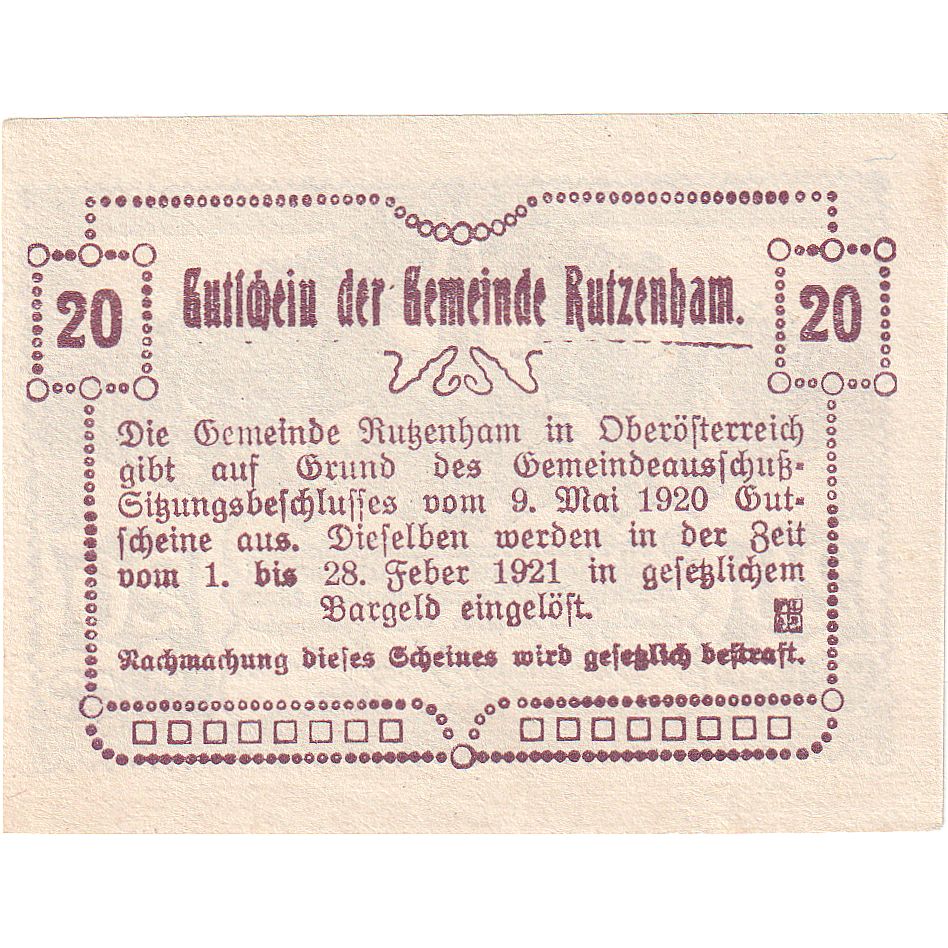 Gutschein der Gemeinde Rutzenham.
20
20
Die Gemeinde Rutzenham in Oberösterreich
gibt auf Grund des Gemeindeausschuß-
Sitzungsbeschlusses vom 9. Mai 1920 Gut-
scheine aus. Dieselben werden in der Zeit
vom 1. bis 28. Feber 1921 in gesetzlichem
Bargeld eingelöst.
Nachmachung dieses Scheines wird gesetzlich bestraft.